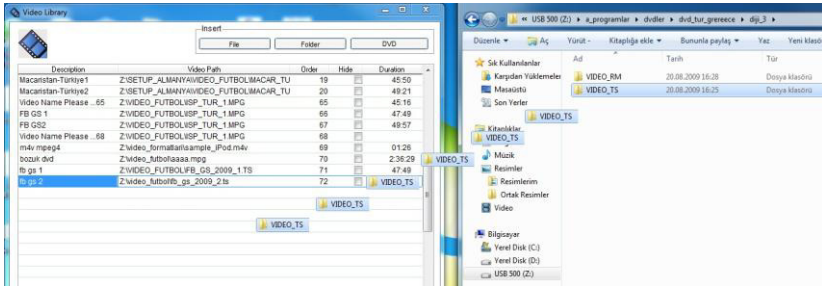 Video Library
Insert
File Folder DVD
Description Video Path Order Hide Duration
Macaristan-Türkiye1 Z:\SETUP_ALMANYA\VIDEO_FUTBOL\MACAR_TU 19 45:50
Macaristan-Türkiye2 Z:\SETUP_ALMANYA\VIDEO_FUTBOL\MACAR_TU 20 49:21
Video Name Please ...65 Z:\VIDEO_FUTBOL\ISP_TUR_1.MPG 65 45:16
FB GS 1 Z:\VIDEO_FUTBOL\ISP_TUR_1.MPG 66 47:49
FB GS2 Z:\VIDEO_FUTBOL\ISP_TUR_1.MPG 67 49:57
Video Name Please ...68 Z:\VIDEO_FUTBOL\ISP_TUR_1.MPG 68
m4v mpeg4 Z:\video_formatlari\sample_iPod.m4v 69 01:26
bozuk dvd Z:\video_futbol\aaaa.mpg 70 2:36:29
fb gs 1 Z:\VIDEO_FUTBOL\FB_GS_2009_1.TS 71 47:49
fb gs 2 Z:\video_futbol\fb_gs_2009_2.ts 72
VIDEO_TS
VIDEO_TS
VIDEO_TS
VIDEO_TS
VIDEO_TS
VIDEO_TS
« USB 500 (Z:) ▸ a_programlar ▸ dvdler ▸ dvd_tur_grereece ▸ diji_3 ▸
Düzenle Aç Yürüt Kitaplığa ekle Bununla paylaş Yaz Yeni klasö
Ad Tarih Tür
VIDEO_RM 20.08.2009 16:28 Dosya klasörü
VIDEO_TS 20.08.2009 16:25 Dosya klasörü
Sık Kullanılanlar
Karşıdan Yüklemeler
Masaüstü
Son Yerler
Kitaplıklar
Müzik
Resimler
Resimlerim
Ortak Resimler
Video
Bilgisayar
Yerel Disk (C:)
Yerel Disk (D:)
USB 500 (Z:)